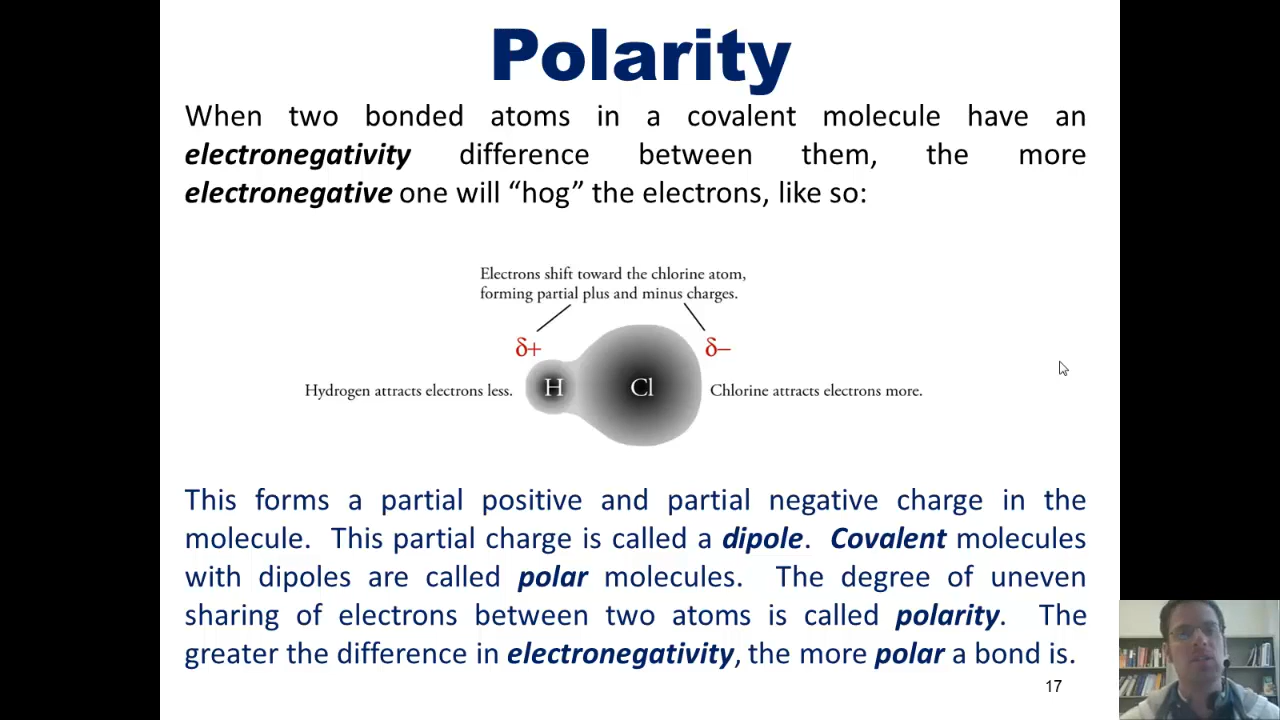 Polarity
When two bonded atoms in a covalent molecule have an
electronegativity difference between them, the more
electronegative one will “hog” the electrons, like so:
Electrons shift toward the chlorine atom,
forming partial plus and minus charges.
δ+
δ–
Hydrogen attracts electrons less.
H
Cl
Chlorine attracts electrons more.
This forms a partial positive and partial negative charge in the
molecule. This partial charge is called a dipole. Covalent molecules
with dipoles are called polar molecules. The degree of uneven
sharing of electrons between two atoms is called polarity. The
greater the difference in electronegativity, the more polar a bond is.
17